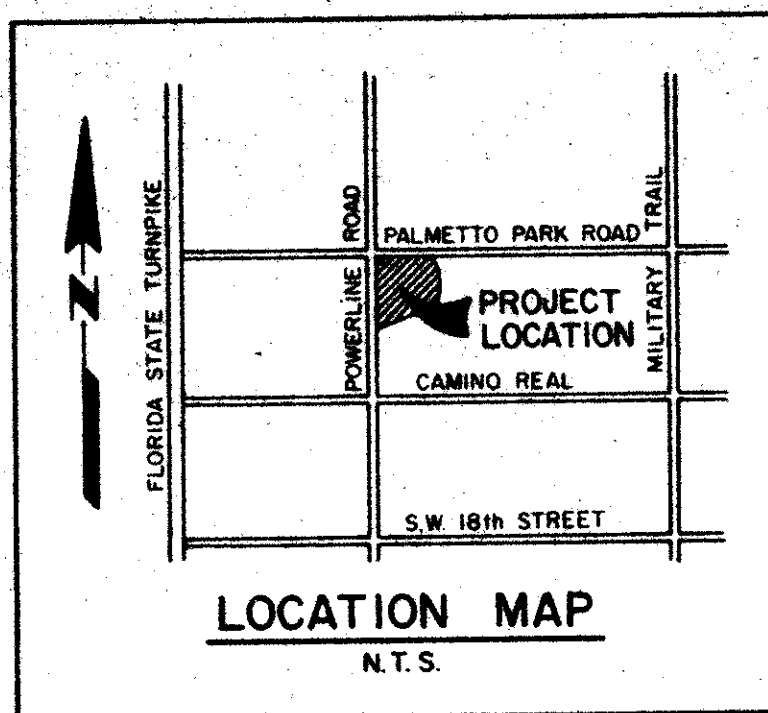 N
FLORIDA STATE TURNPIKE
POWERLINE ROAD
PALMETTO PARK ROAD
MILITARY TRAIL
PROJECT
LOCATION
CAMINO REAL
S.W. 18th STREET
LOCATION MAP
N.T.S.